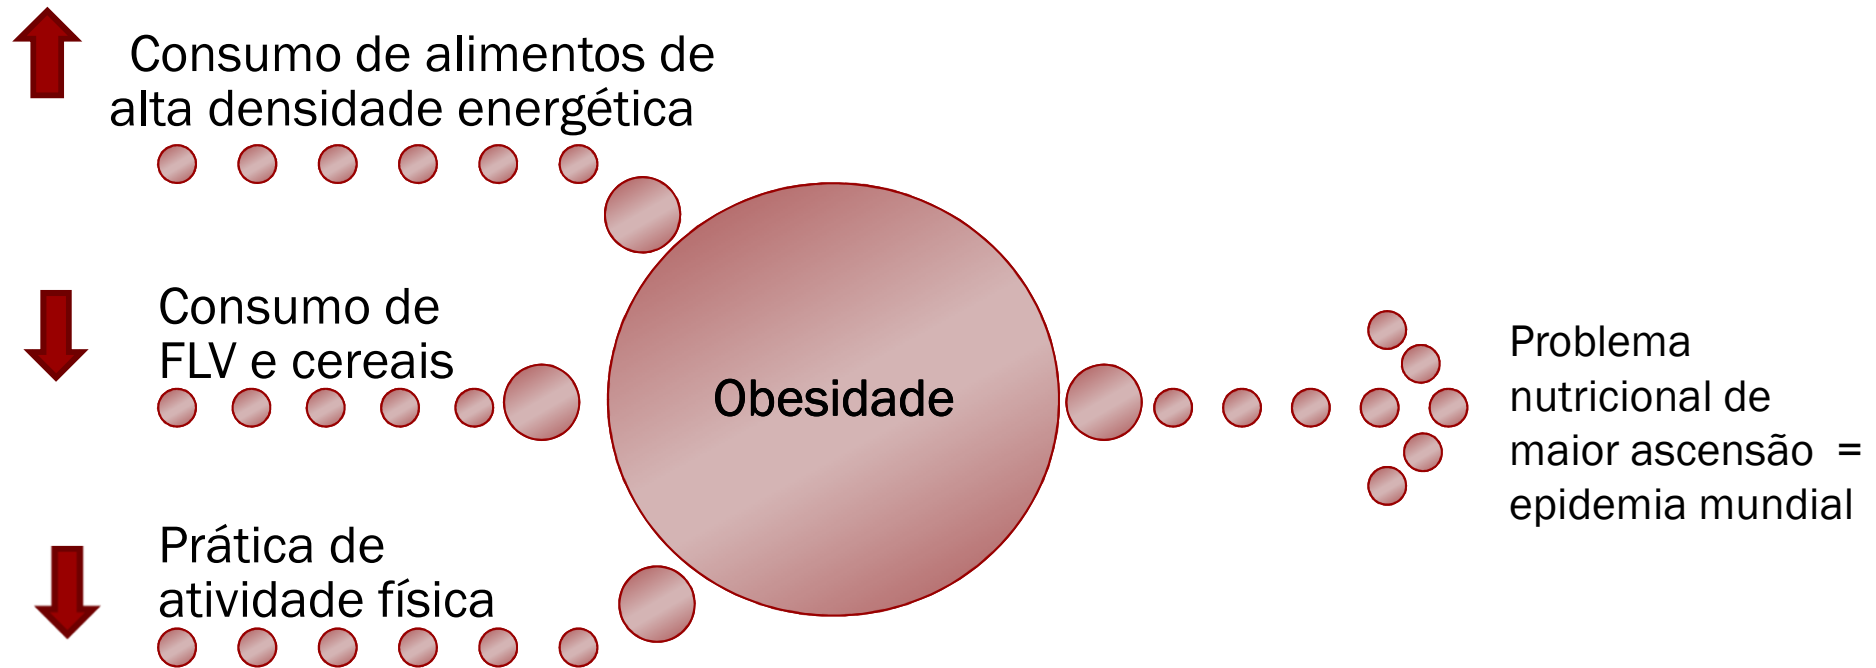 Consumo de alimentos de
alta densidade energética
Consumo de
FLV e cereais
Prática de
atividade física
Obesidade
Problema
nutricional de
maior ascensão =
epidemia mundial